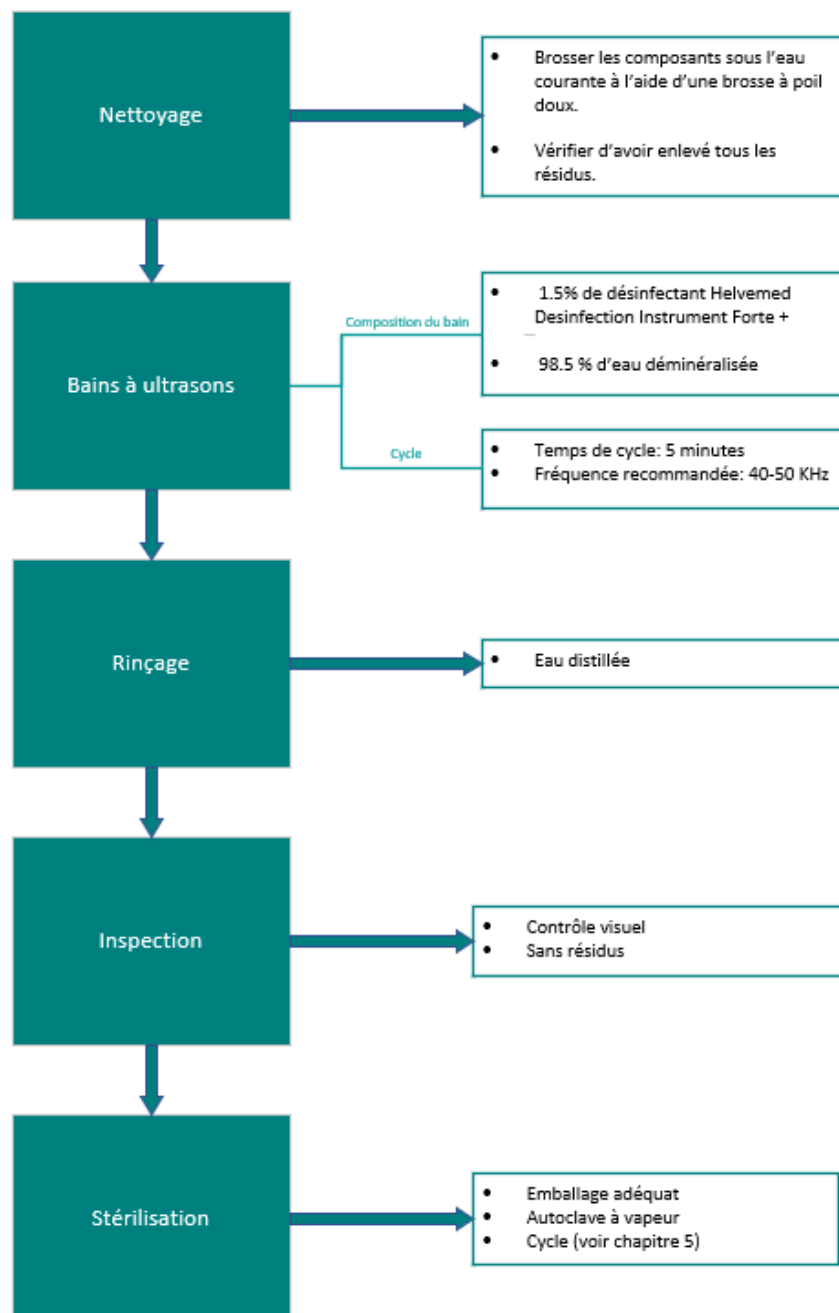 Nettoyage
• Brosser les composants sous l'eau
courante à l'aide d'une brosse à poil
doux.
• Vérifier d'avoir enlevé tous les
résidus.
Bains à ultrasons
Composition du bain
• 1.5% de désinfectant Helvemed
Desinfection Instrument Forte +
• 98.5 % d'eau déminéralisée
Cycle
• Temps de cycle: 5 minutes
• Fréquence recommandée: 40-50 KHz
Rinçage
• Eau distillée
Inspection
• Contrôle visuel
• Sans résidus
Stérilisation
• Emballage adéquat
• Autoclave à vapeur
• Cycle (voir chapitre 5)